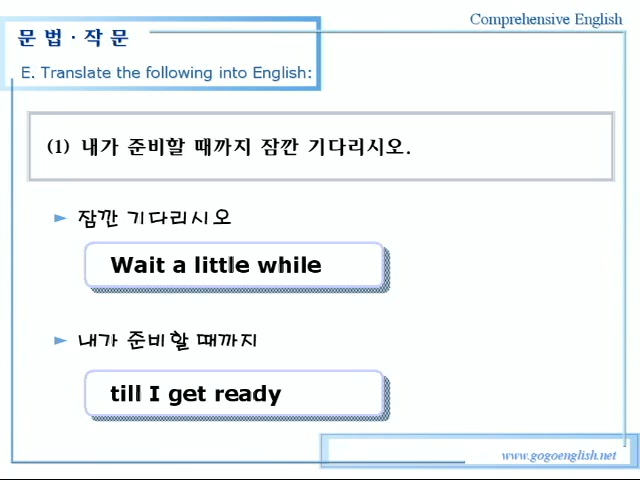 Comprehensive English
문법·작문
E. Translate the following into English:
(1) 내가 준비할 때까지 잠깐 기다리시오.
► 잠깐 기다리시오
Wait a little while
► 내가 준비할 때까지
till I get ready
www.gogoenglish.net